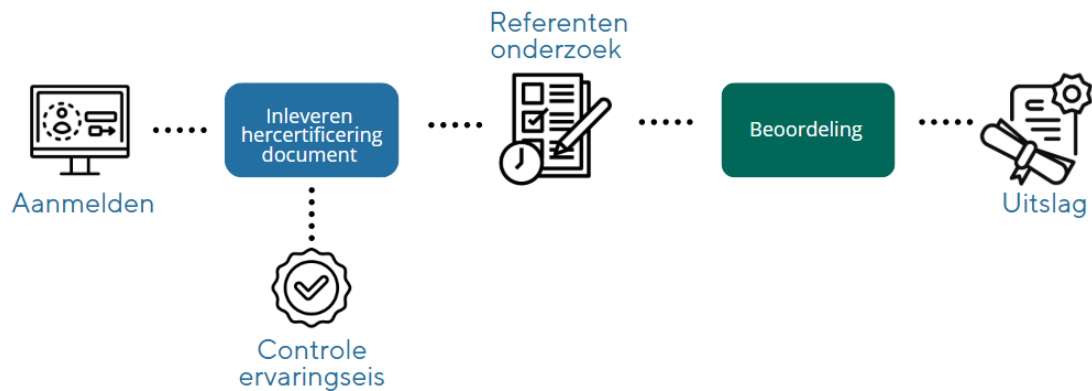 Aanmelden
Inleveren
hercertificering
document
Controle
ervaringseis
Referenten
onderzoek
Beoordeling
Uitslag